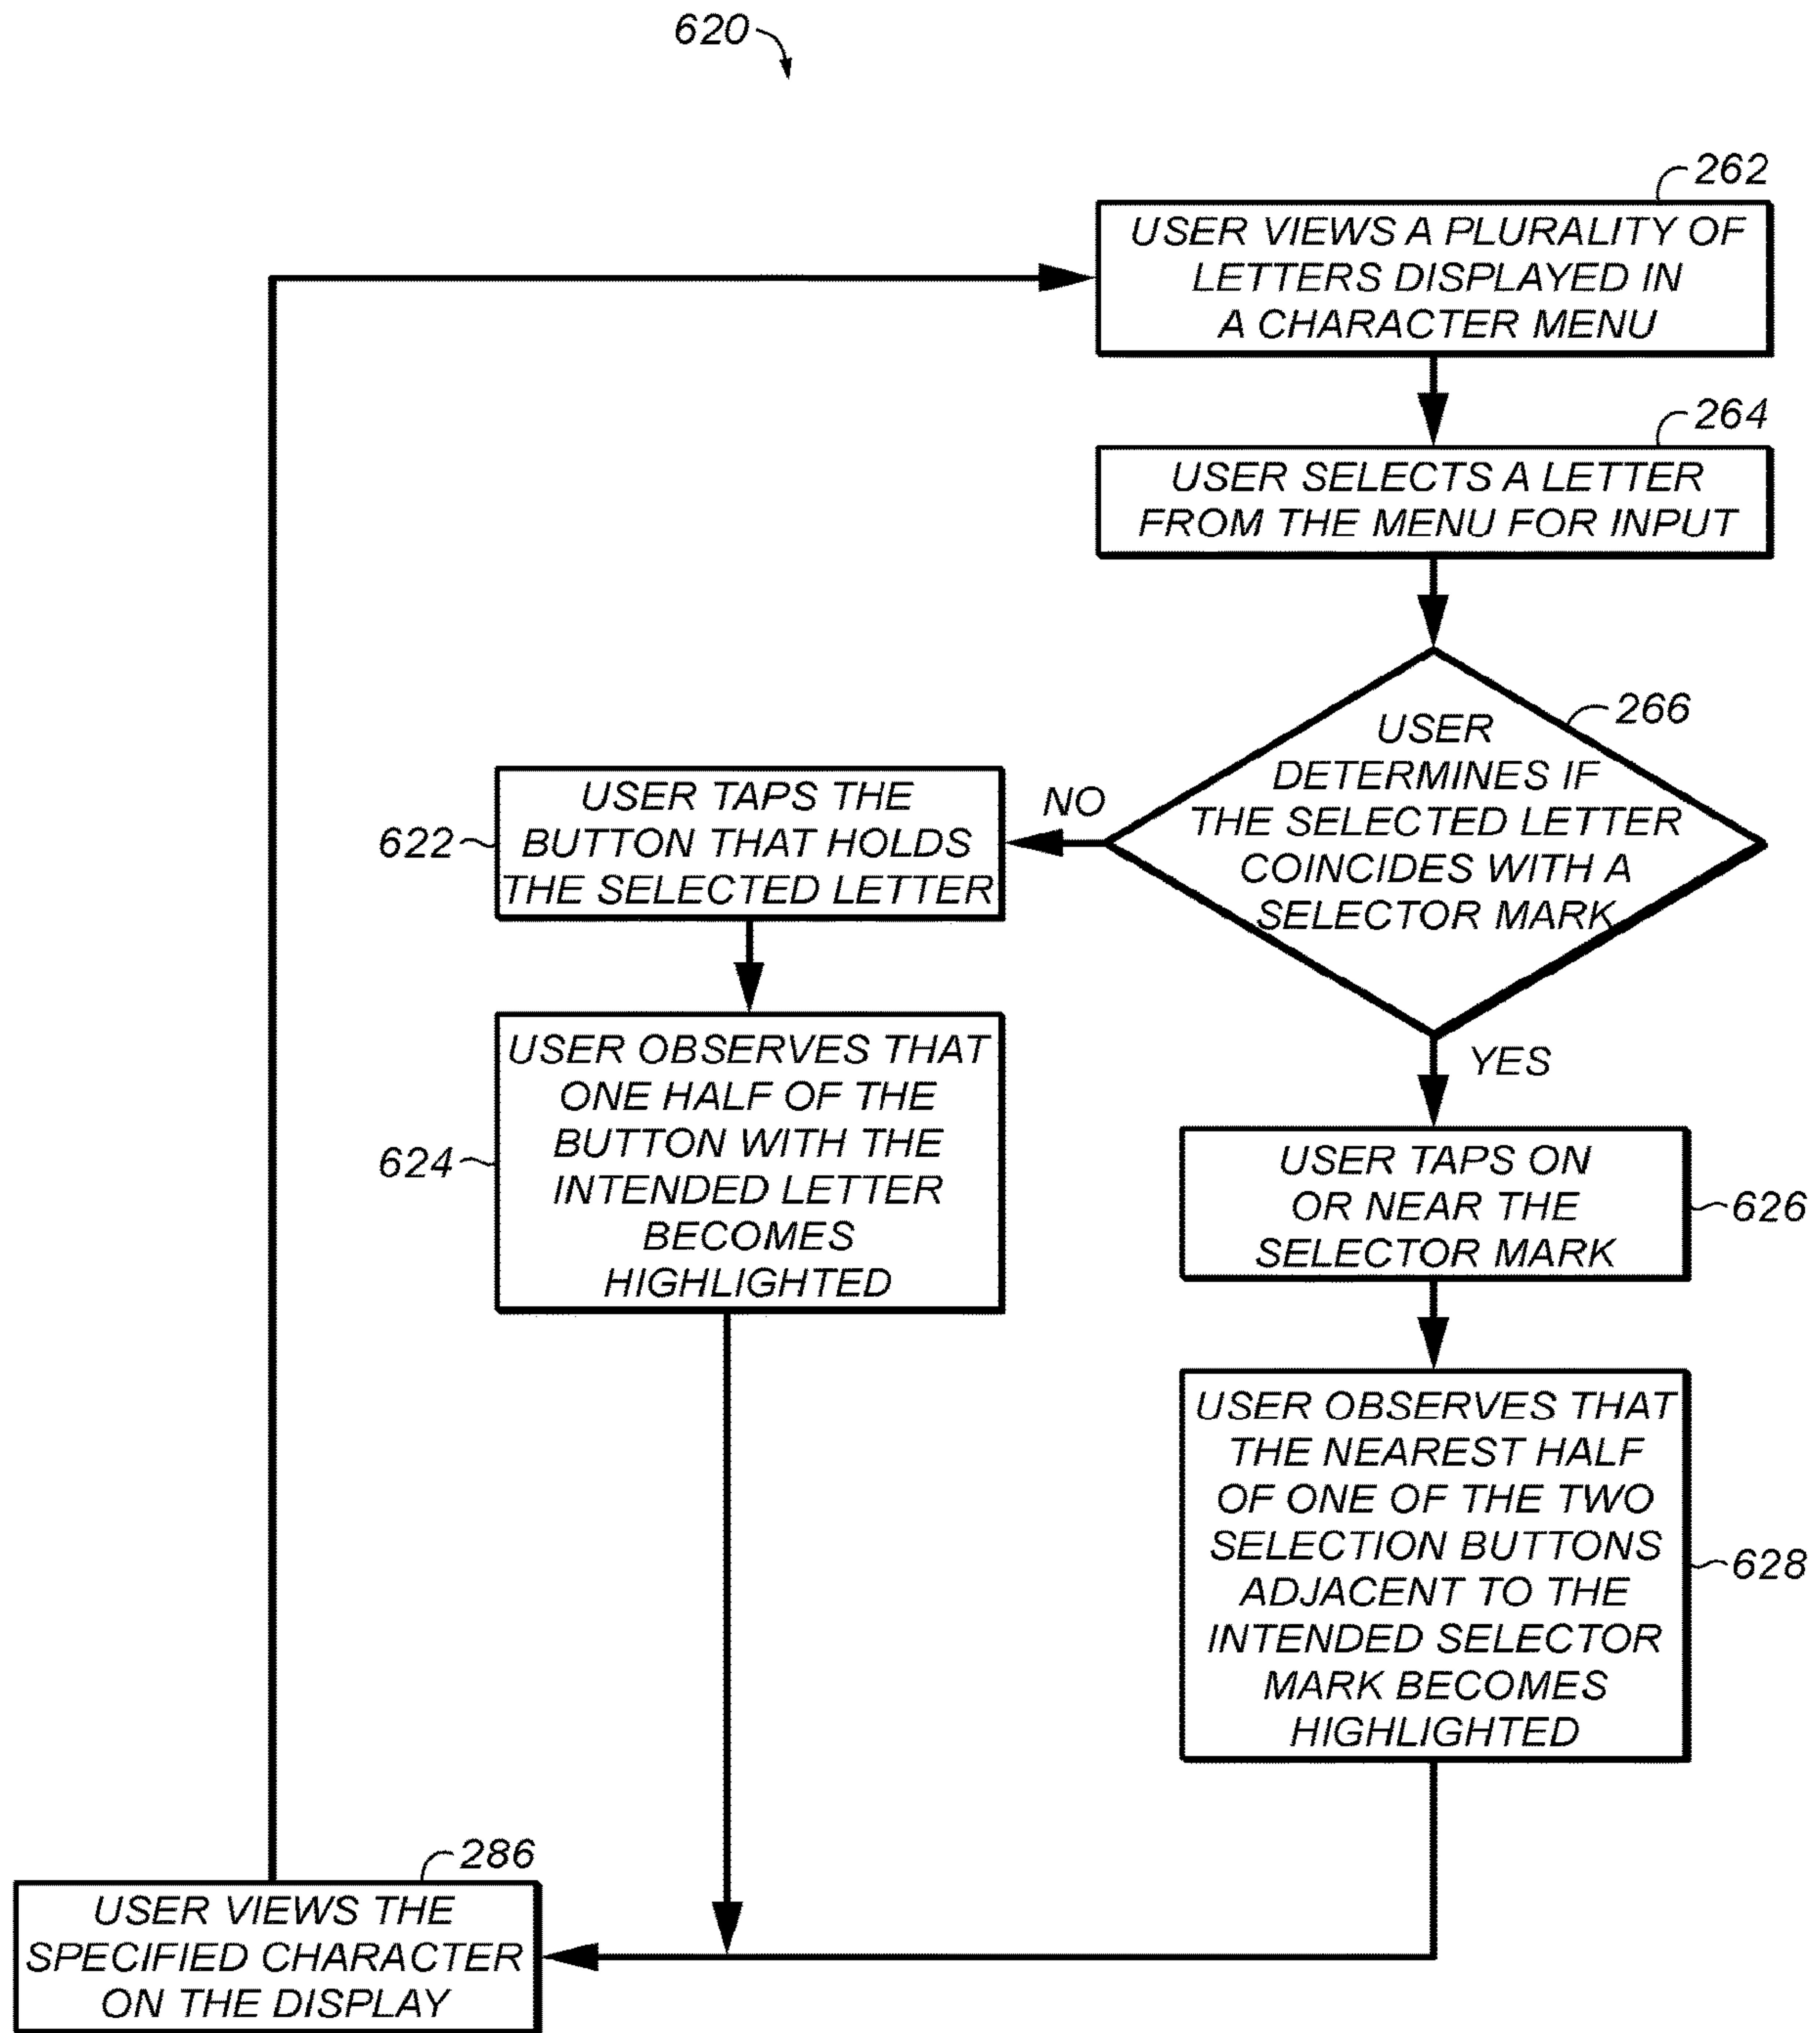 620
262
USER VIEWS A PLURALITY OF
LETTERS DISPLAYED IN
A CHARACTER MENU
264
USER SELECTS A LETTER
FROM THE MENU FOR INPUT
266
USER
DETERMINES IF
THE SELECTED LETTER
COINCIDES WITH A
SELECTOR MARK
NO
622
USER TAPS THE
BUTTON THAT HOLDS
THE SELECTED LETTER
624
USER OBSERVES THAT
ONE HALF OF THE
BUTTON WITH THE
INTENDED LETTER
BECOMES
HIGHLIGHTED
YES
USER TAPS ON
OR NEAR THE
SELECTOR MARK
626
USER OBSERVES THAT
THE NEAREST HALF
OF ONE OF THE TWO
SELECTION BUTTONS
ADJACENT TO THE
INTENDED SELECTOR
MARK BECOMES
HIGHLIGHTED
628
286
USER VIEWS THE
SPECIFIED CHARACTER
ON THE DISPLAY